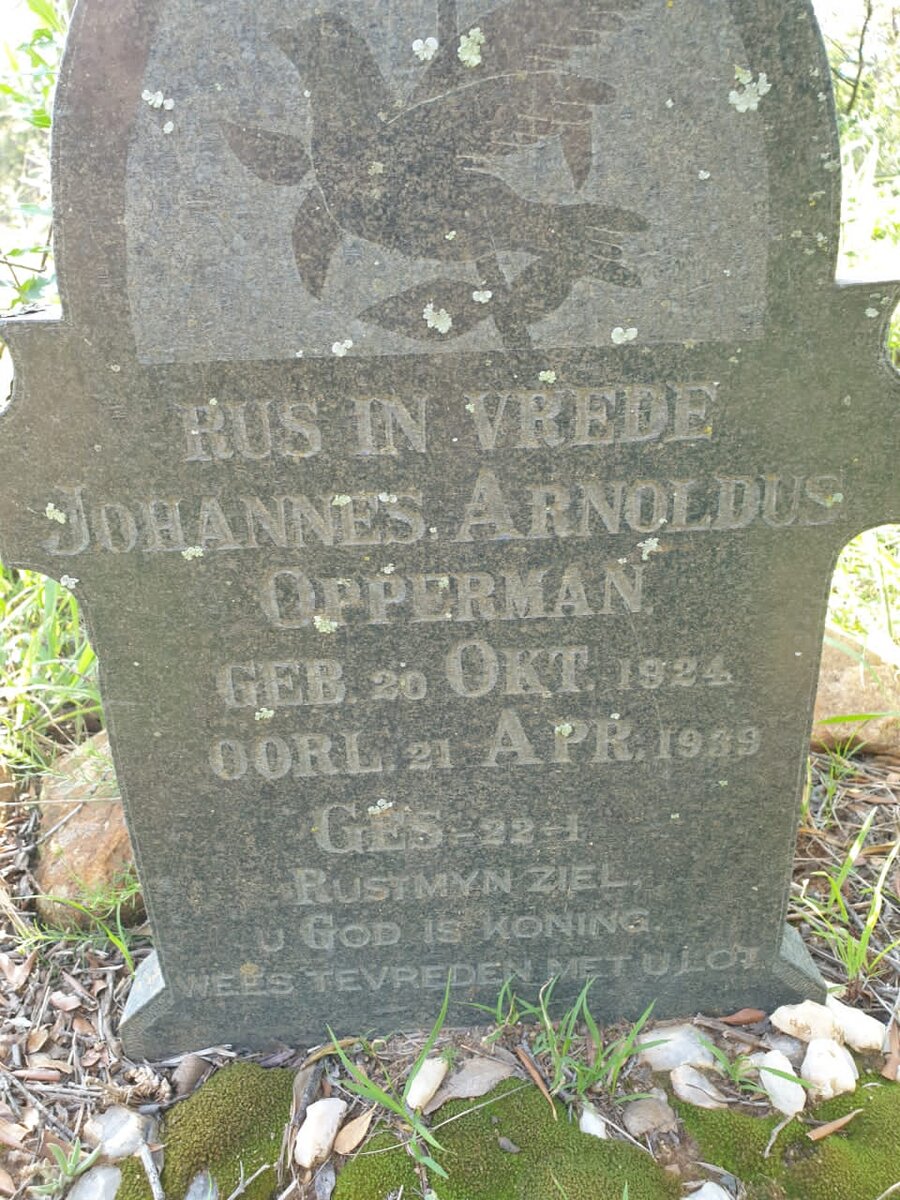 RUS IN VREDE
JOHANNES ARNOLDUS
OPPERMAN.
GEB. 20 OKT. 1924.
OORL. 21 APR. 1939
GES. -22-1
RUST MYN ZIEL,
U GOD IS KONING.
WEES TEVREDEN MET U LOT.